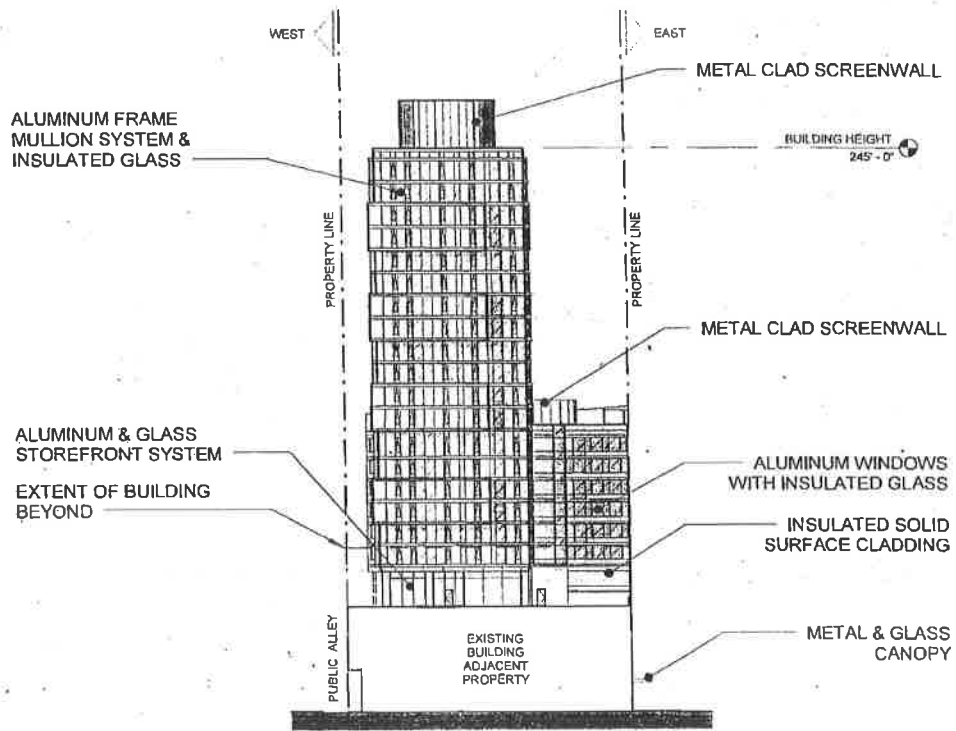 WEST
EAST
METAL CLAD SCREENWALL
ALUMINUM FRAME
MULLION SYSTEM &
INSULATED GLASS
BUILDING HEIGHT
245' - 0"
PROPERTY LINE
PROPERTY LINE
METAL CLAD SCREENWALL
ALUMINUM & GLASS
STOREFRONT SYSTEM
EXTENT OF BUILDING
BEYOND
ALUMINUM WINDOWS
WITH INSULATED GLASS
INSULATED SOLID
SURFACE CLADDING
PUBLIC ALLEY
EXISTING
BUILDING
ADJACENT
PROPERTY
METAL & GLASS
CANOPY